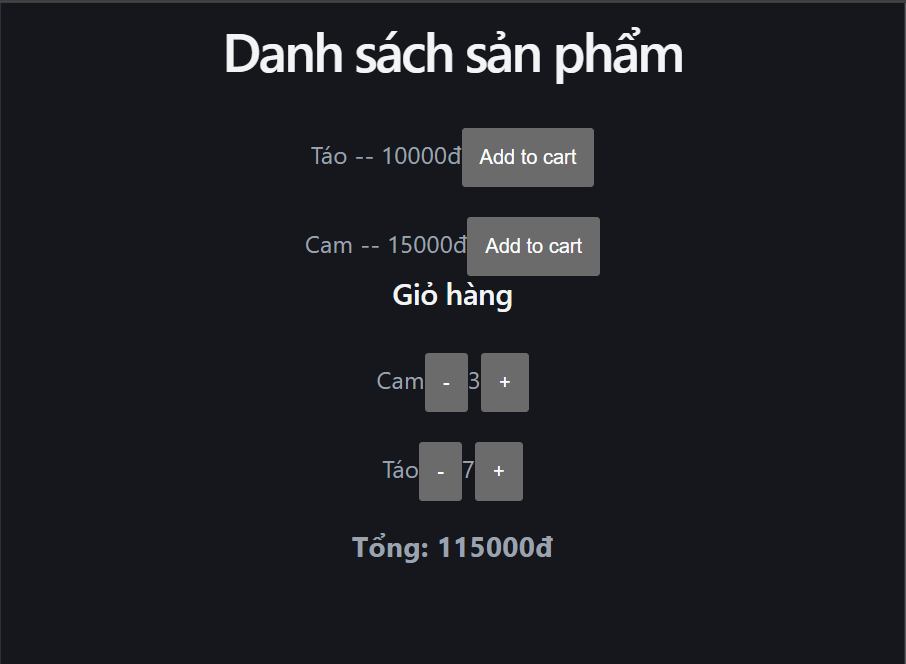 Danh sách sản phẩm
Táo -- 10000đ Add to cart
Cam -- 15000đ Add to cart
Giỏ hàng
Cam - 3 +
Táo - 7 +
Tổng: 115000đ